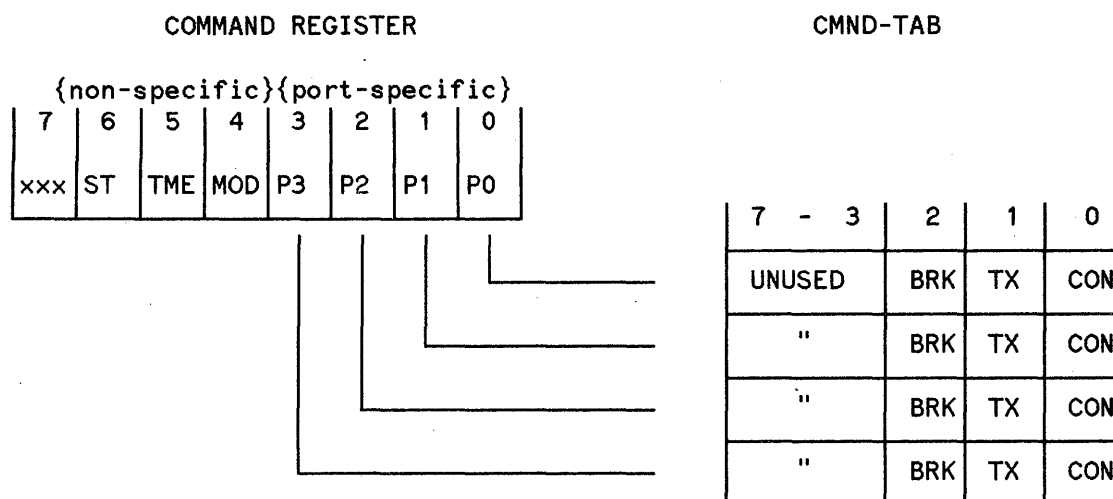 COMMAND REGISTER CMND-TAB
{non-specific}{port-specific}
7 6 5 4 3 2 1 0
xxx ST TME MOD P3 P2 P1 P0
7 - 3 2 1 0
UNUSED BRK TX CON
" BRK TX CON
" BRK TX CON
" BRK TX CON